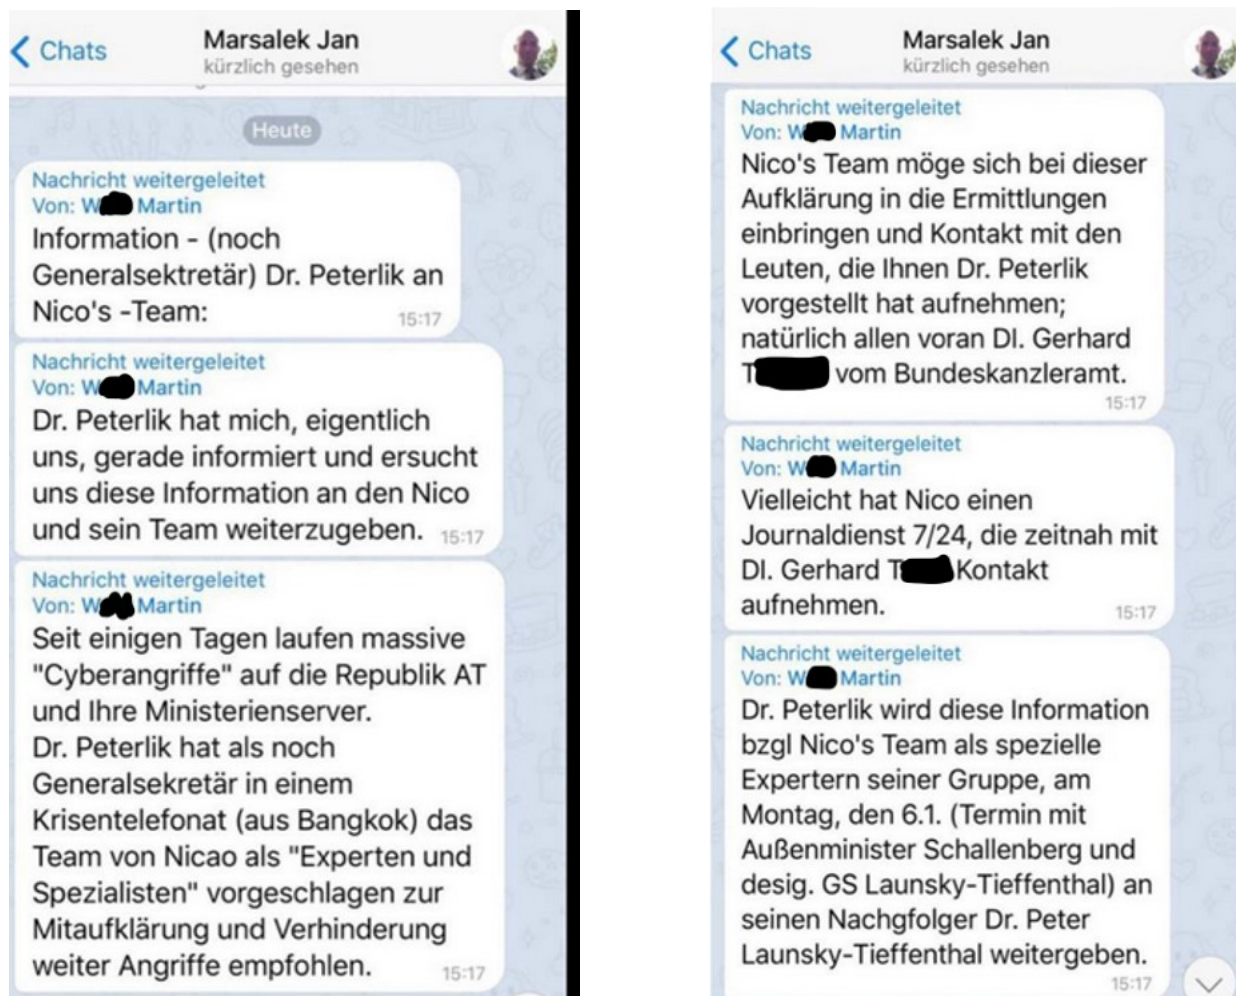 Chats
Marsalek Jan
kürzlich gesehen
Heute
Nachricht weitergeleitet
Von: W Martin
Information - (noch
Generalsektretär) Dr. Peterlik an
Nico's -Team:
15:17
Nachricht weitergeleitet
Von: W Martin
Dr. Peterlik hat mich, eigentlich
uns, gerade informiert und ersucht
uns diese Information an den Nico
und sein Team weiterzugeben. 15:17
Nachricht weitergeleitet
Von: W Martin
Seit einigen Tagen laufen massive
"Cyberangriffe" auf die Republik AT
und Ihre Ministerienserver.
Dr. Peterlik hat als noch
Generalsekretär in einem
Krisentelefonat (aus Bangkok) das
Team von Nicao als "Experten und
Spezialisten" vorgeschlagen zur
Mitaufklärung und Verhinderung
weiter Angriffe empfohlen. 15:17
Chats
Marsalek Jan
kürzlich gesehen
Nachricht weitergeleitet
Von: W Martin
Nico's Team möge sich bei dieser
Aufklärung in die Ermittlungen
einbringen und Kontakt mit den
Leuten, die Ihnen Dr. Peterlik
vorgestellt hat aufnehmen;
natürlich allen voran DI. Gerhard
T vom Bundeskanzleramt.
15:17
Nachricht weitergeleitet
Von: W Martin
Vielleicht hat Nico einen
Journaldienst 7/24, die zeitnah mit
DI. Gerhard T Kontakt
aufnehmen. 15:17
Nachricht weitergeleitet
Von: W Martin
Dr. Peterlik wird diese Information
bzgl Nico's Team als spezielle
Expertern seiner Gruppe, am
Montag, den 6.1. (Termin mit
Außenminister Schallenberg und
desig. GS Launsky-Tieffenthal) an
seinen Nachgfolger Dr. Peter
Launsky-Tieffenthal weitergeben.
15:17